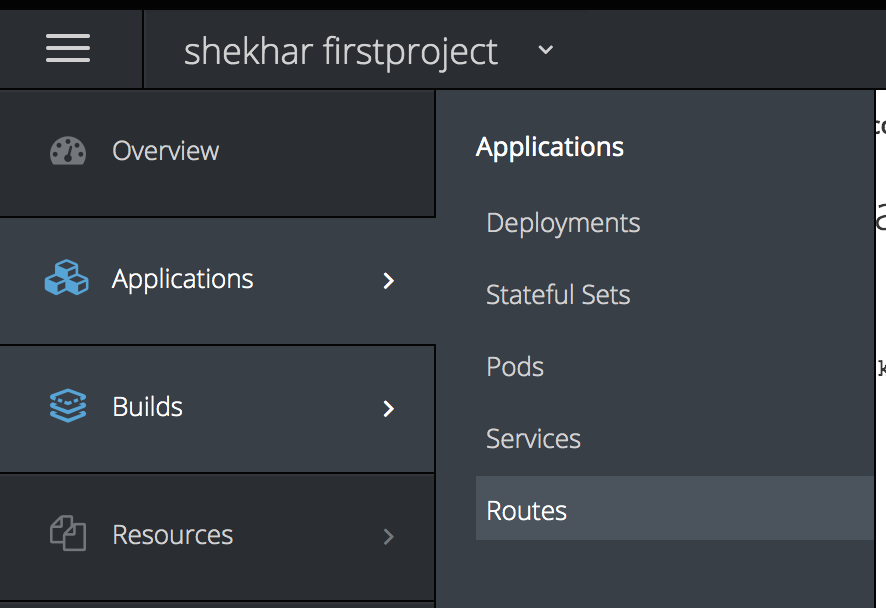 shekhar firstproject
Overview
Applications
Builds
Resources
Applications
Deployments
Stateful Sets
Pods
Services
Routes